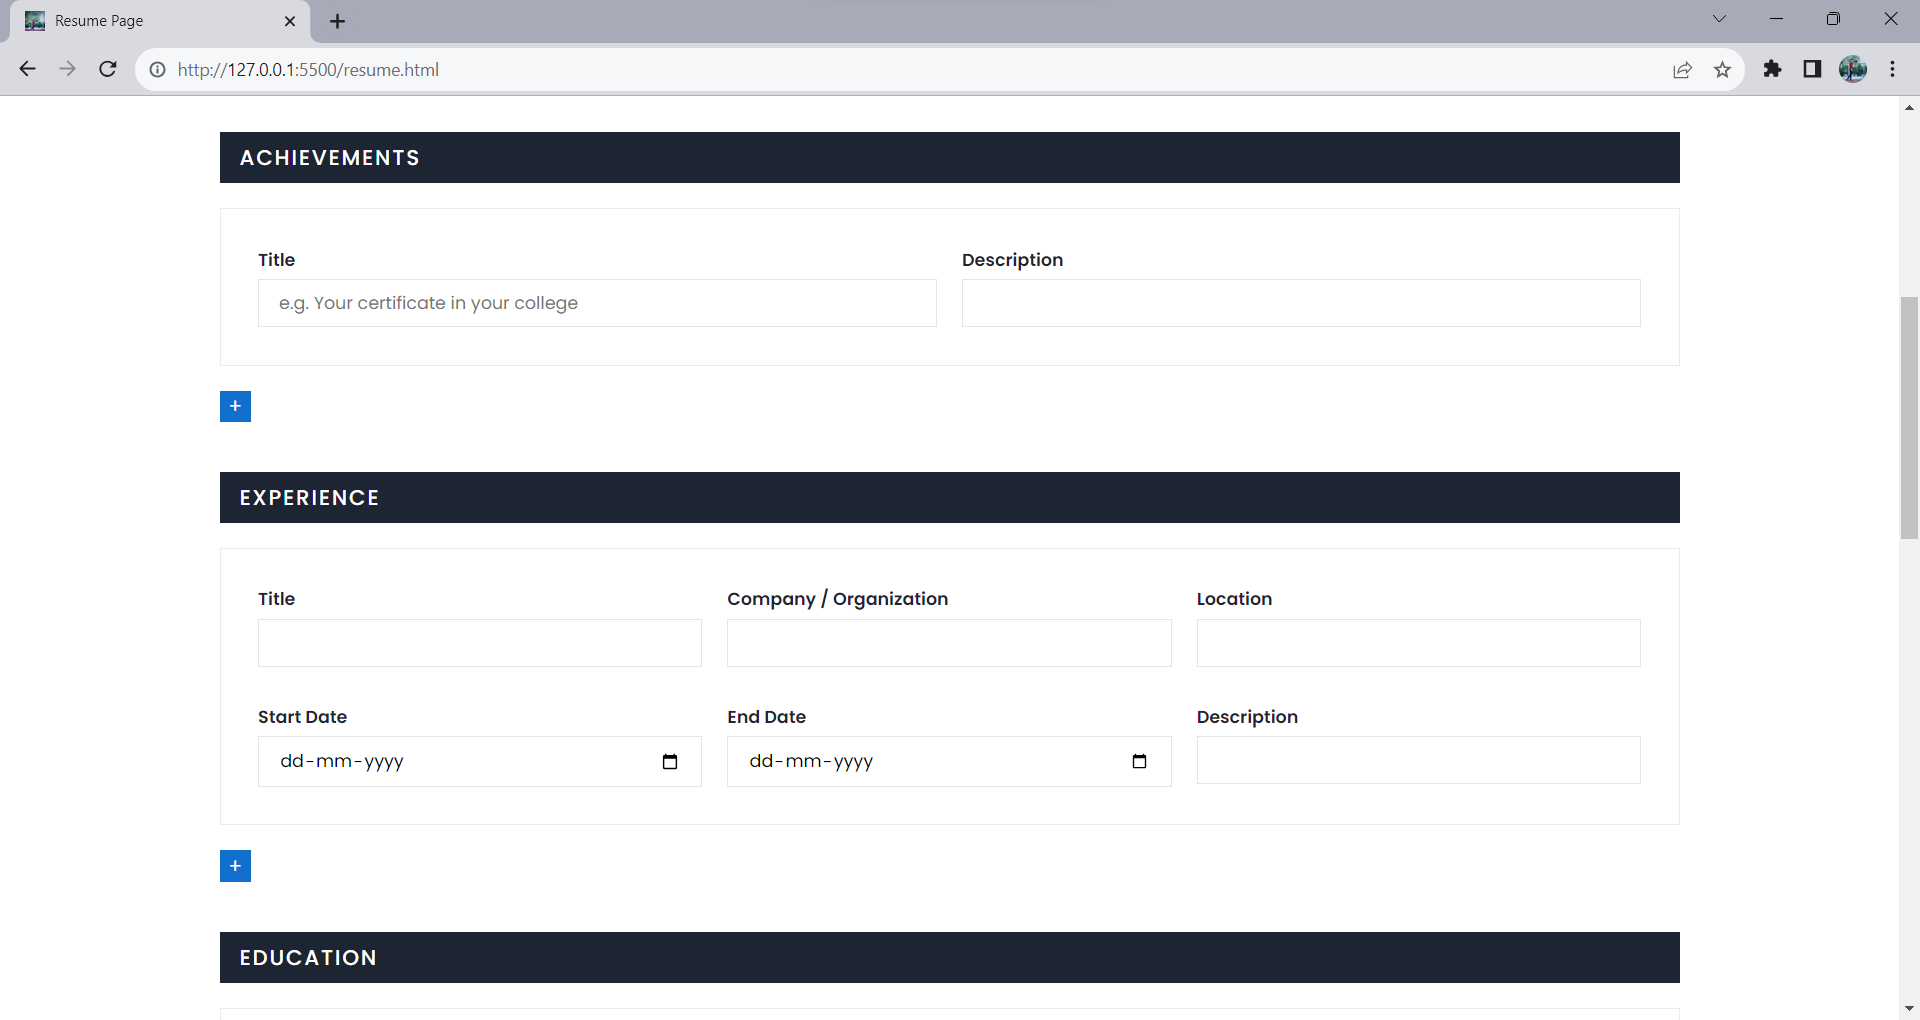 Resume Page
http://127.0.0.1:5500/resume.html
ACHIEVEMENTS
Title Description
e.g. Your certificate in your college
+
EXPERIENCE
Title Company / Organization Location
Start Date End Date Description
dd-mm-yyyy dd-mm-yyyy
+
EDUCATION